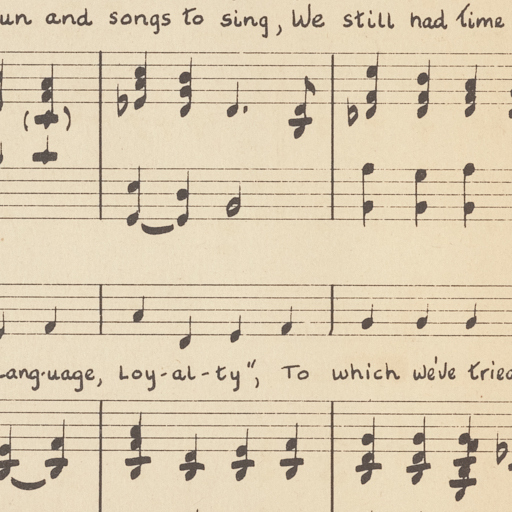 un and songs to sing, We still had time
Lang-uage, Loy-al-ty", To which we've tried